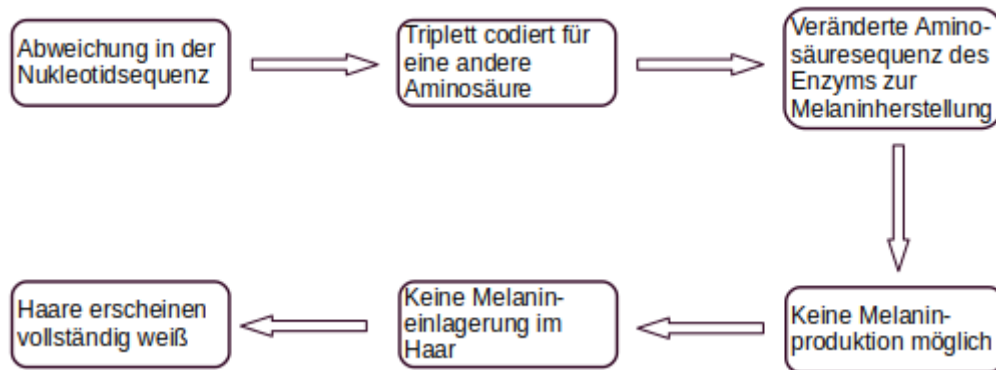 Abweichung in der
Nukleotidsequenz
Triplett codiert für
eine andere
Aminosäure
Veränderte Amino-
säuresequenz des
Enzyms zur
Melaninherstellung
Keine Melanin-
produktion möglich
Keine Melanin-
einlagerung im
Haar
Haare erscheinen
vollständig weiß